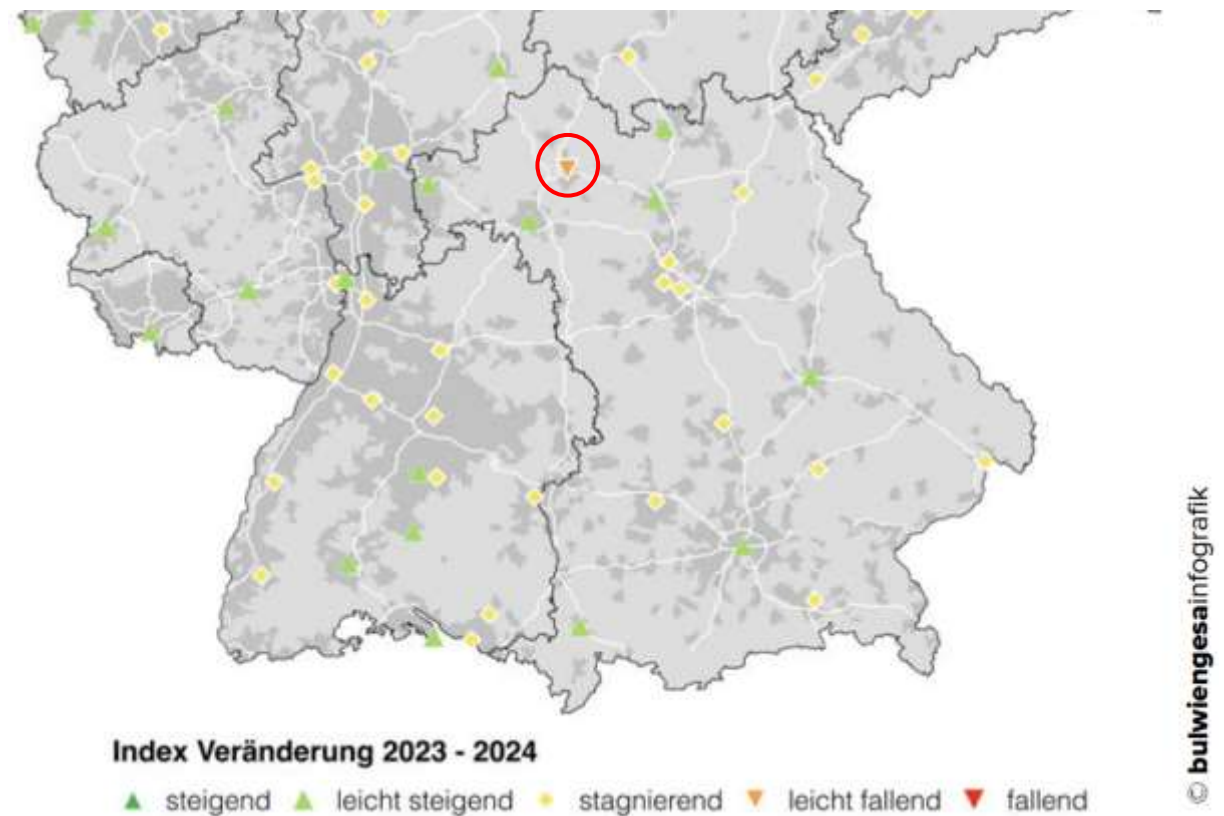 Index Veränderung 2023 - 2024
steigend leicht steigend stagnierend leicht fallend fallend
© bulwiengesainfografik